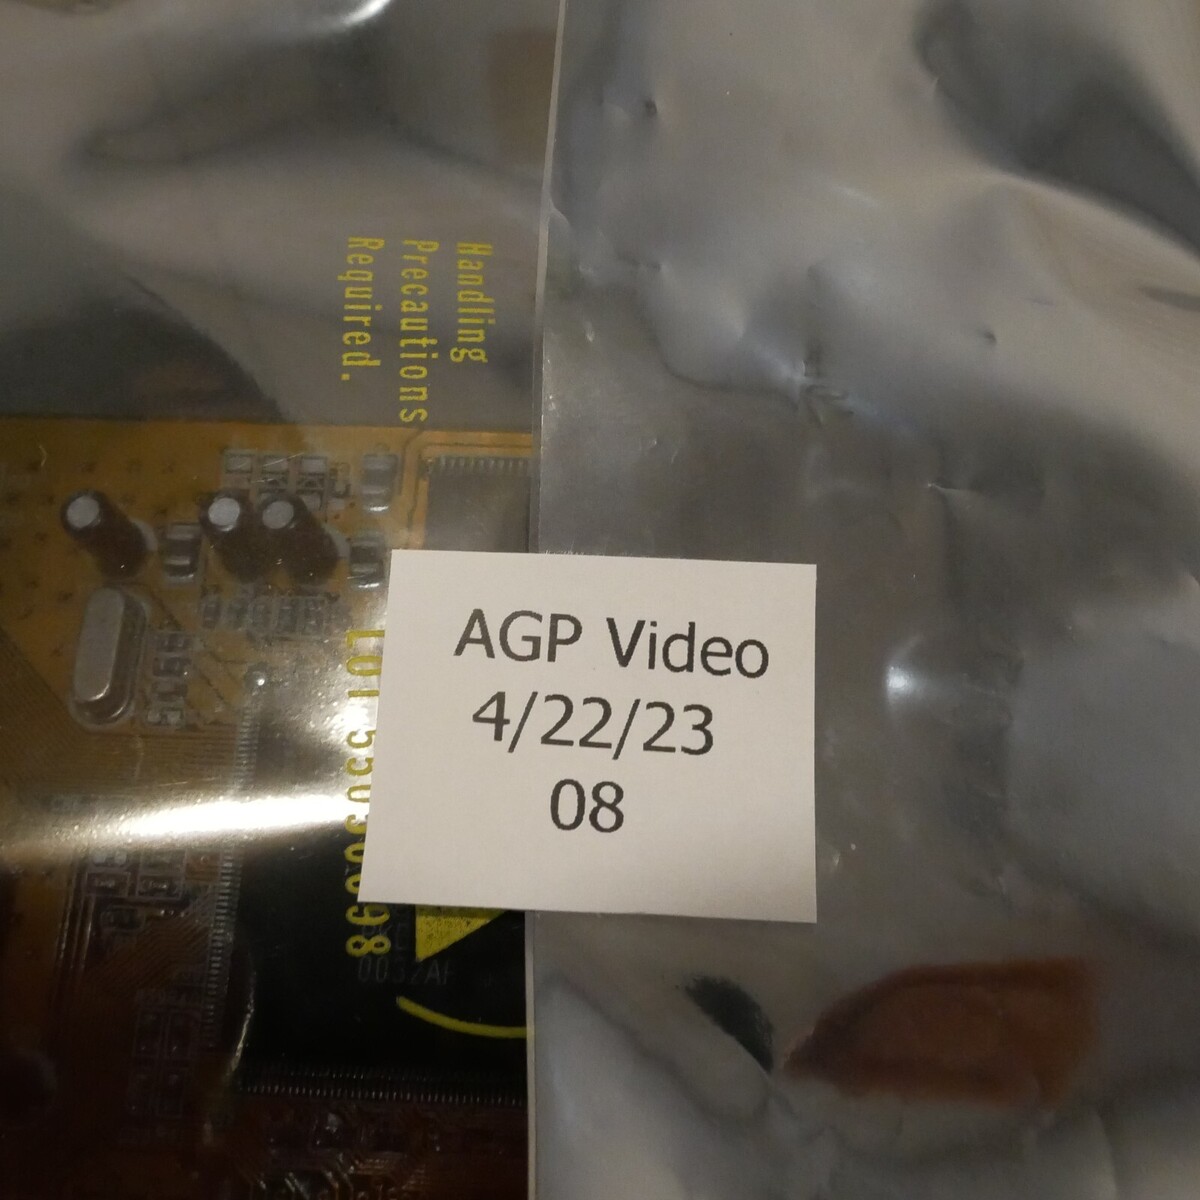 Handling
Precautions
Required.
AGP Video
4/22/23
08